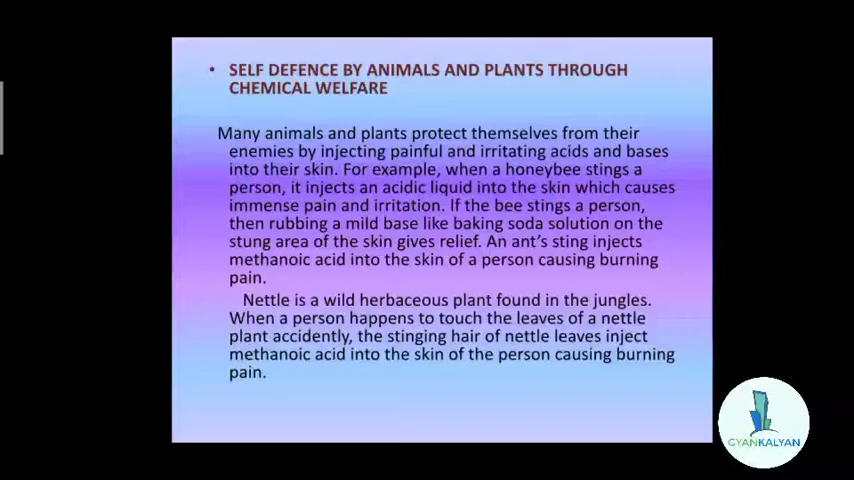 • SELF DEFENCE BY ANIMALS AND PLANTS THROUGH
CHEMICAL WELFARE
Many animals and plants protect themselves from their
enemies by injecting painful and irritating acids and bases
into their skin. For example, when a honeybee stings a
person, it injects an acidic liquid into the skin which causes
immense pain and irritation. If the bee stings a person,
then rubbing a mild base like baking soda solution on the
stung area of the skin gives relief. An ant's sting injects
methanoic acid into the skin of a person causing burning
pain.
Nettle is a wild herbaceous plant found in the jungles.
When a person happens to touch the leaves of a nettle
plant accidently, the stinging hair of nettle leaves inject
methanoic acid into the skin of the person causing burning
pain.
GYANKALYAN